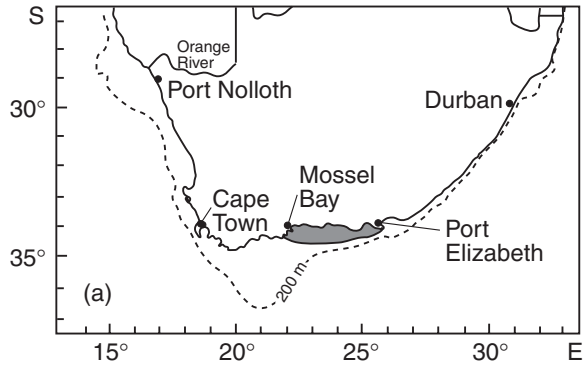 S
Orange
River
Port Nolloth
30°
Durban
Mossel
Bay
Cape
Town
Port
Elizabeth
35°
(a)
200 m
15°
20°
25°
30°
E